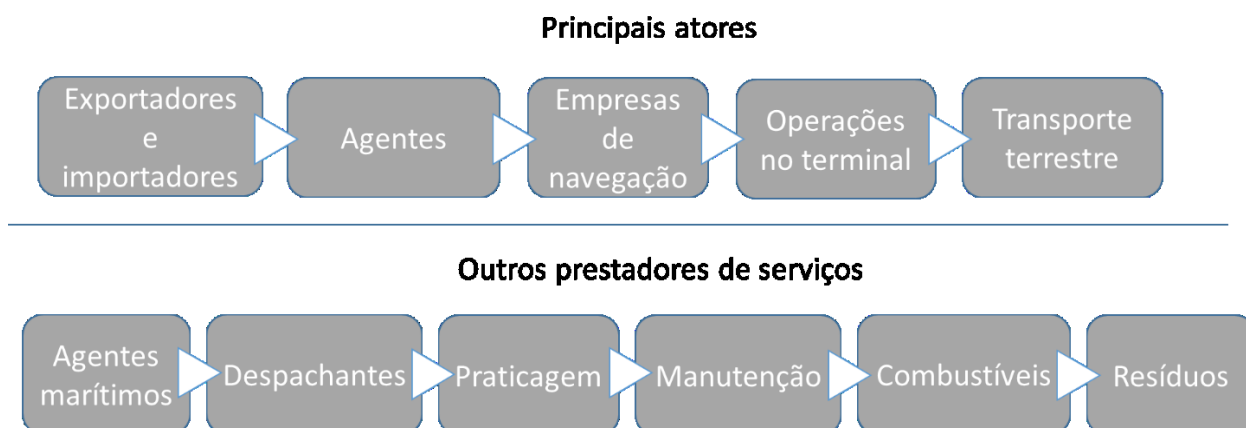 Principais atores
Exportadores
e
importadores
Agentes
Empresas
de
navegação
Operações
no terminal
Transporte
terrestre
Outros prestadores de serviços
Agentes
marítimos
Despachantes
Praticagem
Manutenção
Combustíveis
Resíduos